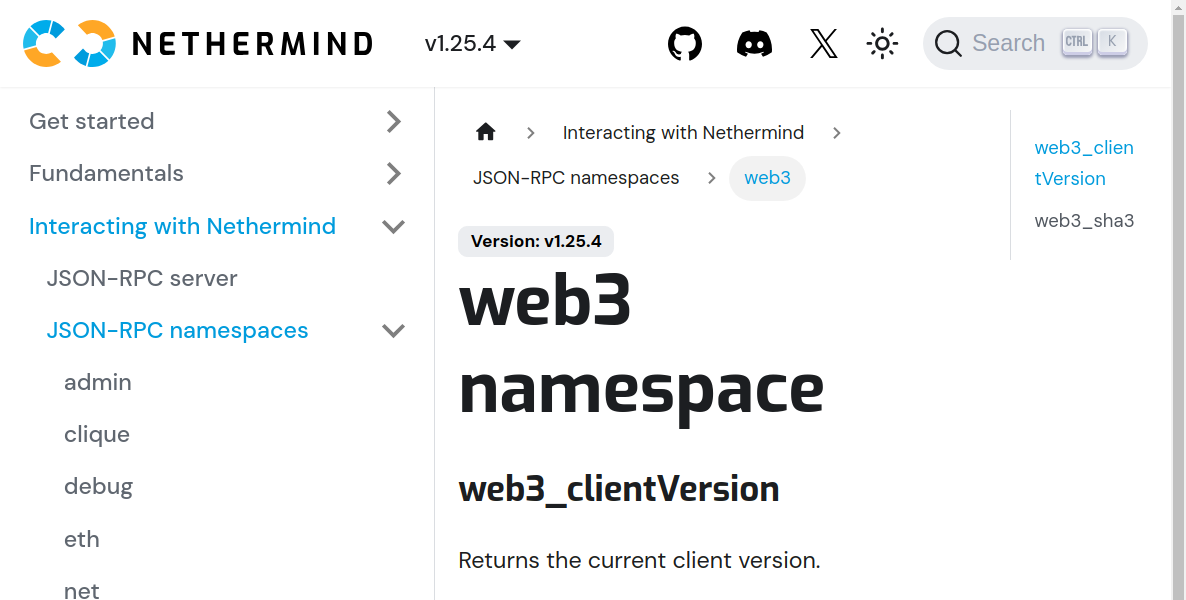 NETHERMIND
v1.25.4
Search
CTRL
K
Get started
Fundamentals
Interacting with Nethermind
JSON-RPC server
JSON-RPC namespaces
admin
clique
debug
eth
net
Interacting with Nethermind
JSON-RPC namespaces
web3
Version: v1.25.4
web3
namespace
web3_clientVersion
Returns the current client version.
web3_clien
tVersion
web3_sha3